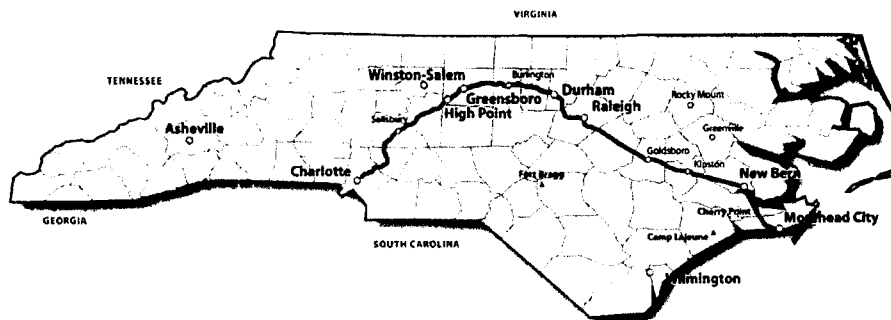 VIRGINIA
TENNESSEE
Winston-Salem
Burlington
Durham
Greensboro
Rocky Mount
High Point
Raleigh
Salisbury
Asheville
Greenville
Goldsboro
Kinston
Charlotte
Fort Bragg
New Bern
Cherry Point
GEORGIA
Morehead City
Camp Lejeune
SOUTH CAROLINA
Wilmington